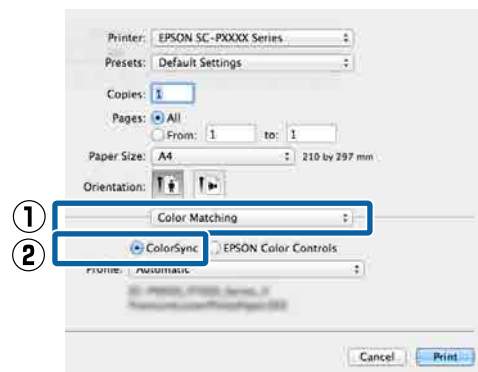 Printer: EPSON SC-PXXXX Series
Presets: Default Settings
Copies: 1
Pages: All
From: 1 to: 1
Paper Size: A4 210 by 297 mm
Orientation:
① Color Matching
② ColorSync EPSON Color Controls
Profile: Automatic
Cancel Print